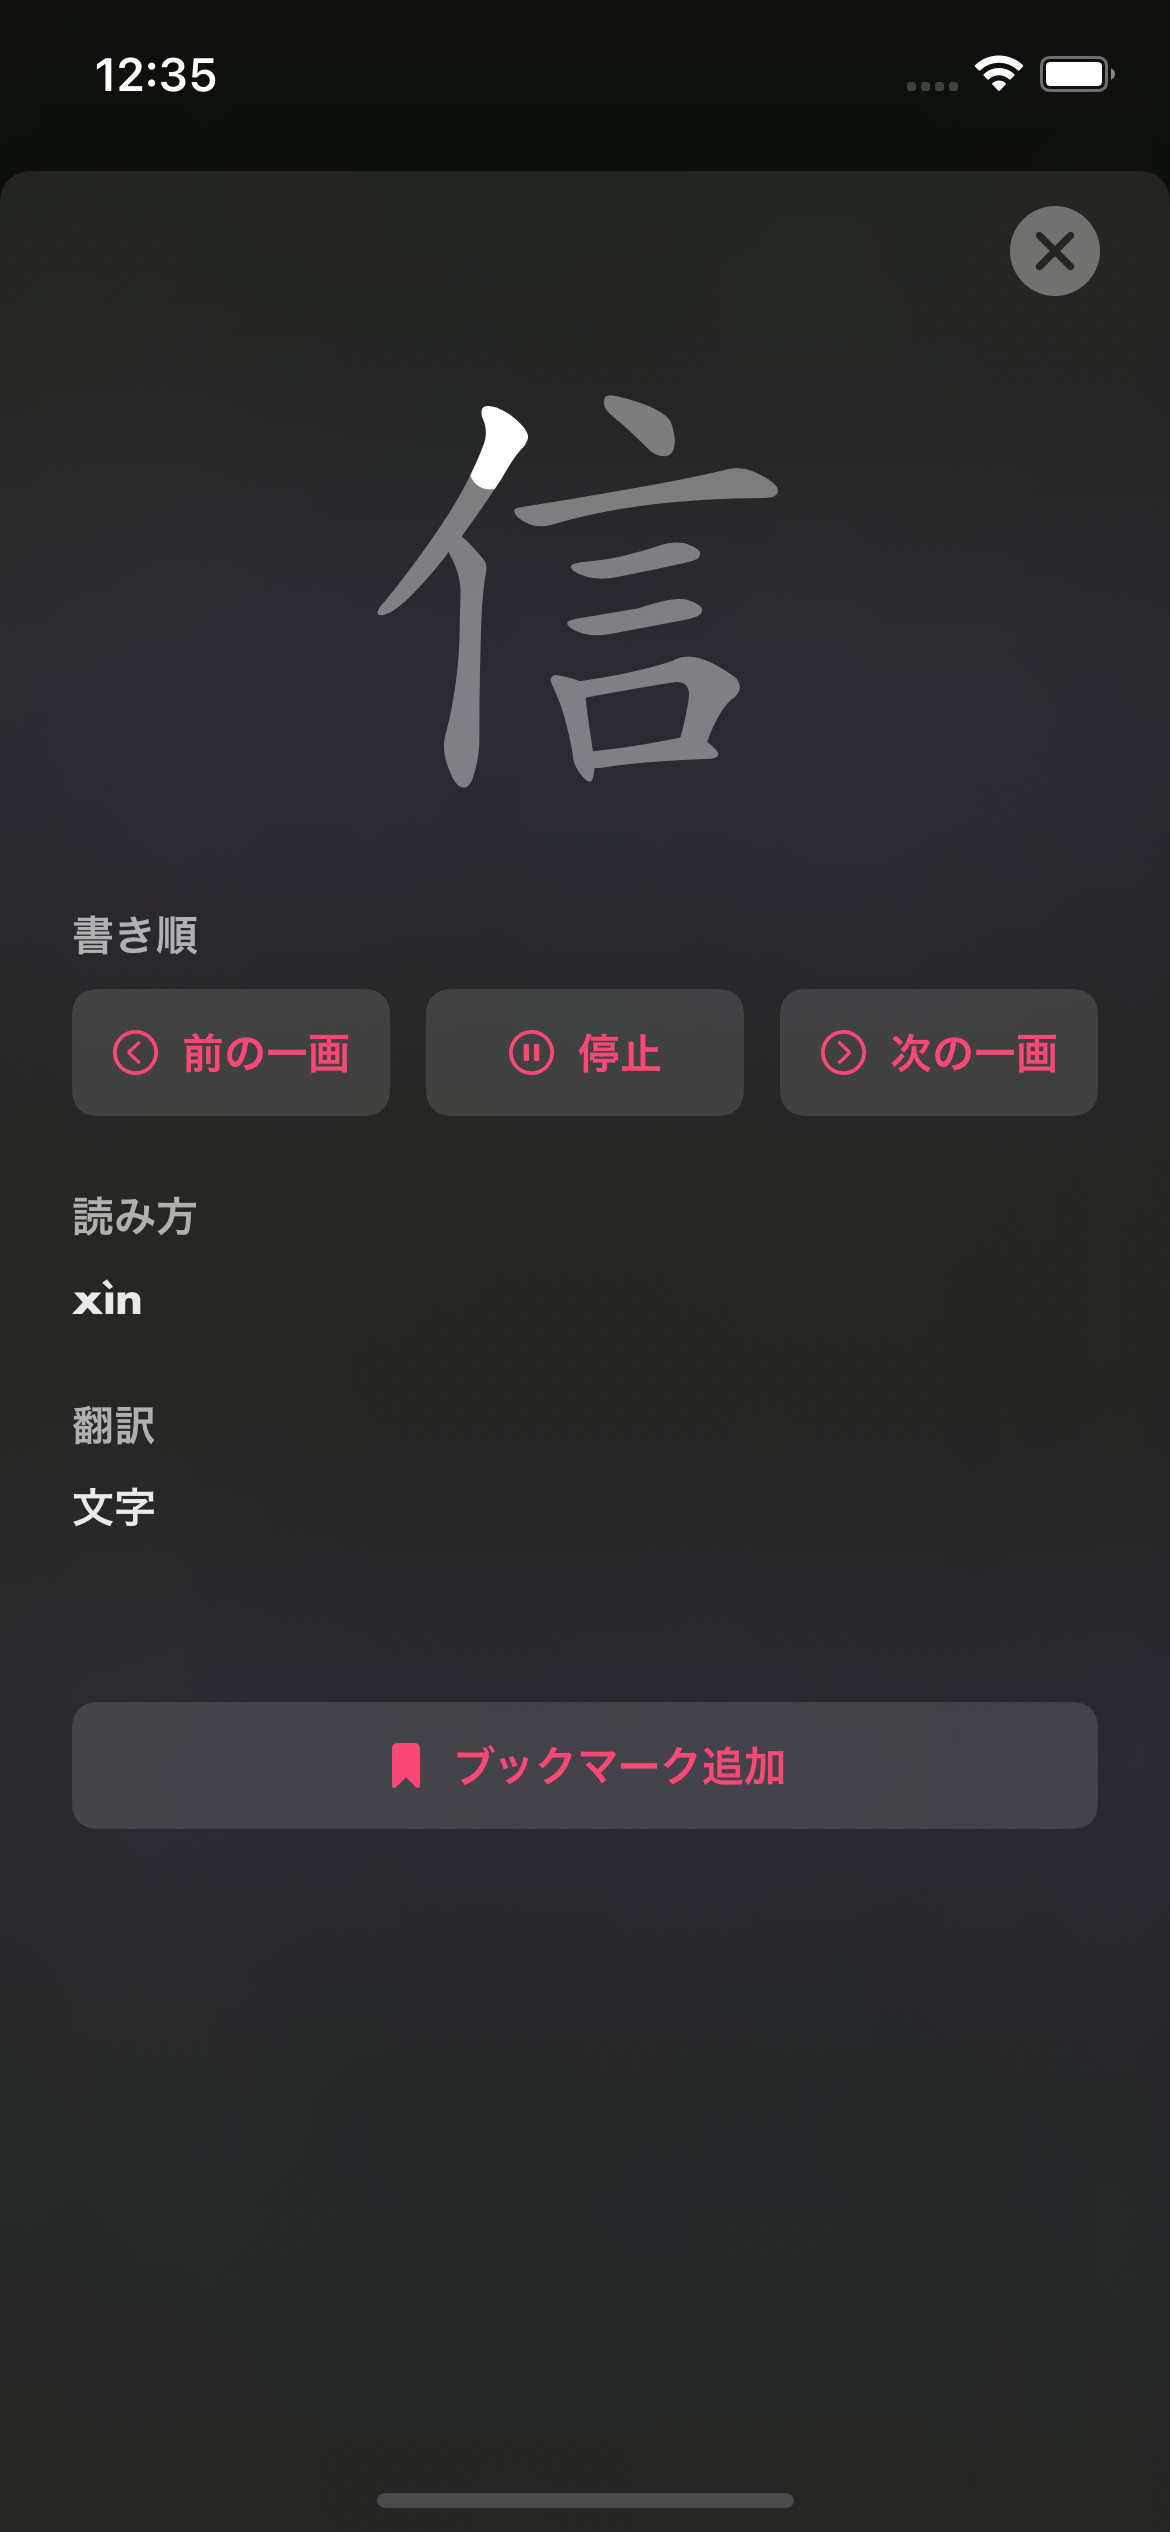 12:35
信
書き順
前の一画
停止
次の一画
読み方
xìn
翻訳
文字
ブックマーク追加